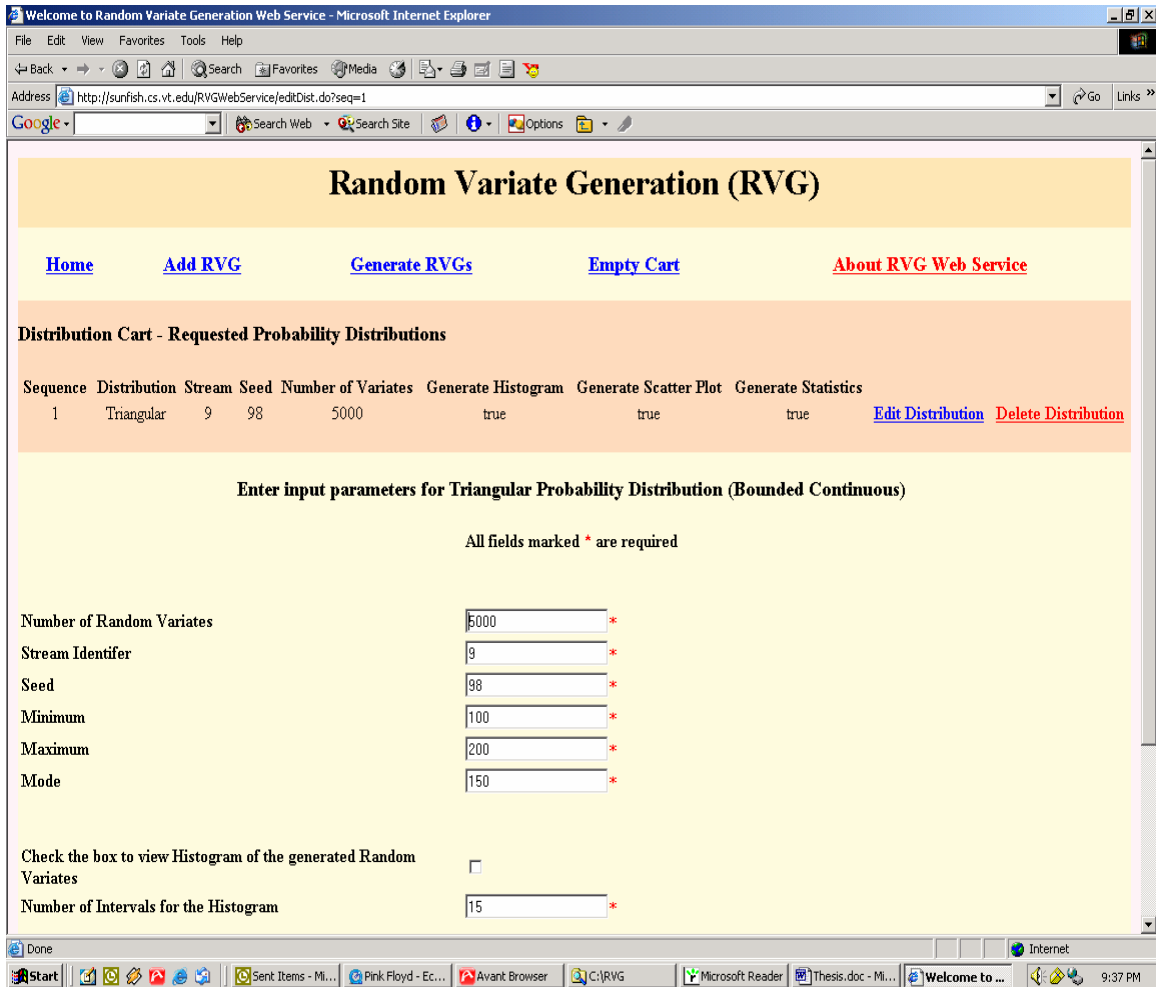 Welcome to Random Variate Generation Web Service - Microsoft Internet Explorer
File Edit View Favorites Tools Help
Back Search Favorites Media
Address http://sunfish.cs.vt.edu/RVGWebService/editDist.do?seq=1 Go Links »
Google Search Web Search Site Options
Random Variate Generation (RVG)
Home Add RVG Generate RVGs Empty Cart About RVG Web Service
Distribution Cart - Requested Probability Distributions
Sequence Distribution Stream Seed Number of Variates Generate Histogram Generate Scatter Plot Generate Statistics
1 Triangular 9 98 5000 true true true Edit Distribution Delete Distribution
Enter input parameters for Triangular Probability Distribution (Bounded Continuous)
All fields marked * are required
Number of Random Variates 5000 *
Stream Identifer 9 *
Seed 98 *
Minimum 100 *
Maximum 200 *
Mode 150 *
Check the box to view Histogram of the generated Random
Variates
Number of Intervals for the Histogram 15 *
Done Internet
Start Sent Items - Mi... Pink Floyd - Ec... Avant Browser C:\RVG Microsoft Reader Thesis.doc - Mi... Welcome to ... 9:37 PM